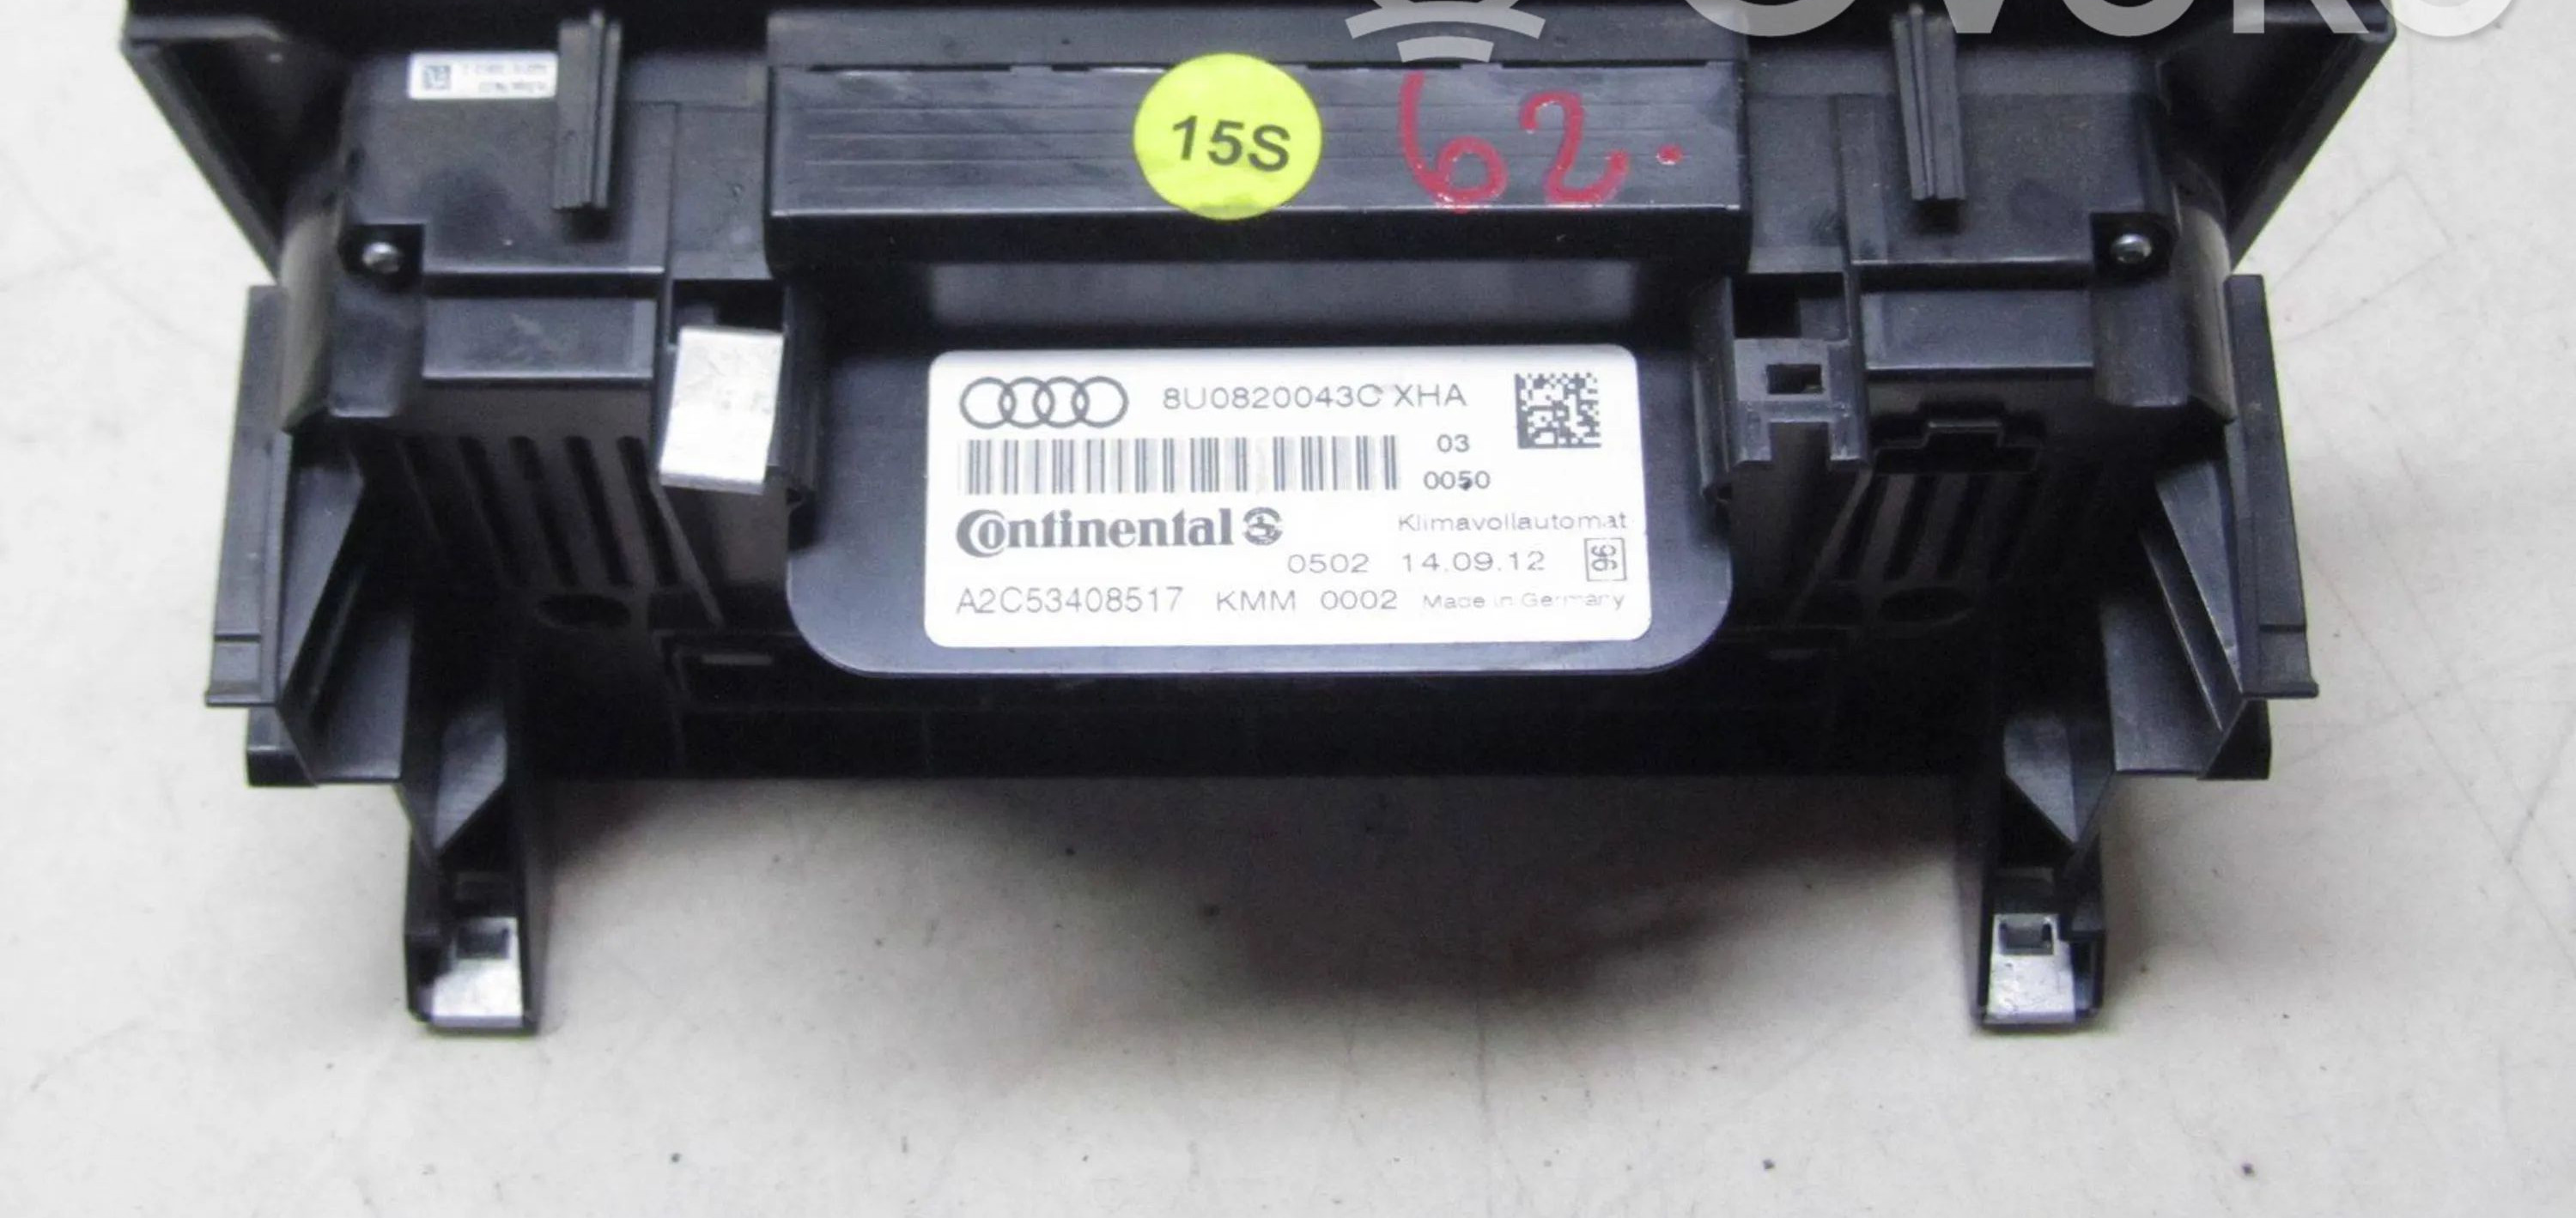 15S
62.
8U0820043C XHA
03
0050
Continental
Klimavollautomat
0502 14.09.12
A2C53408517 KMM 0002 Made in Germany